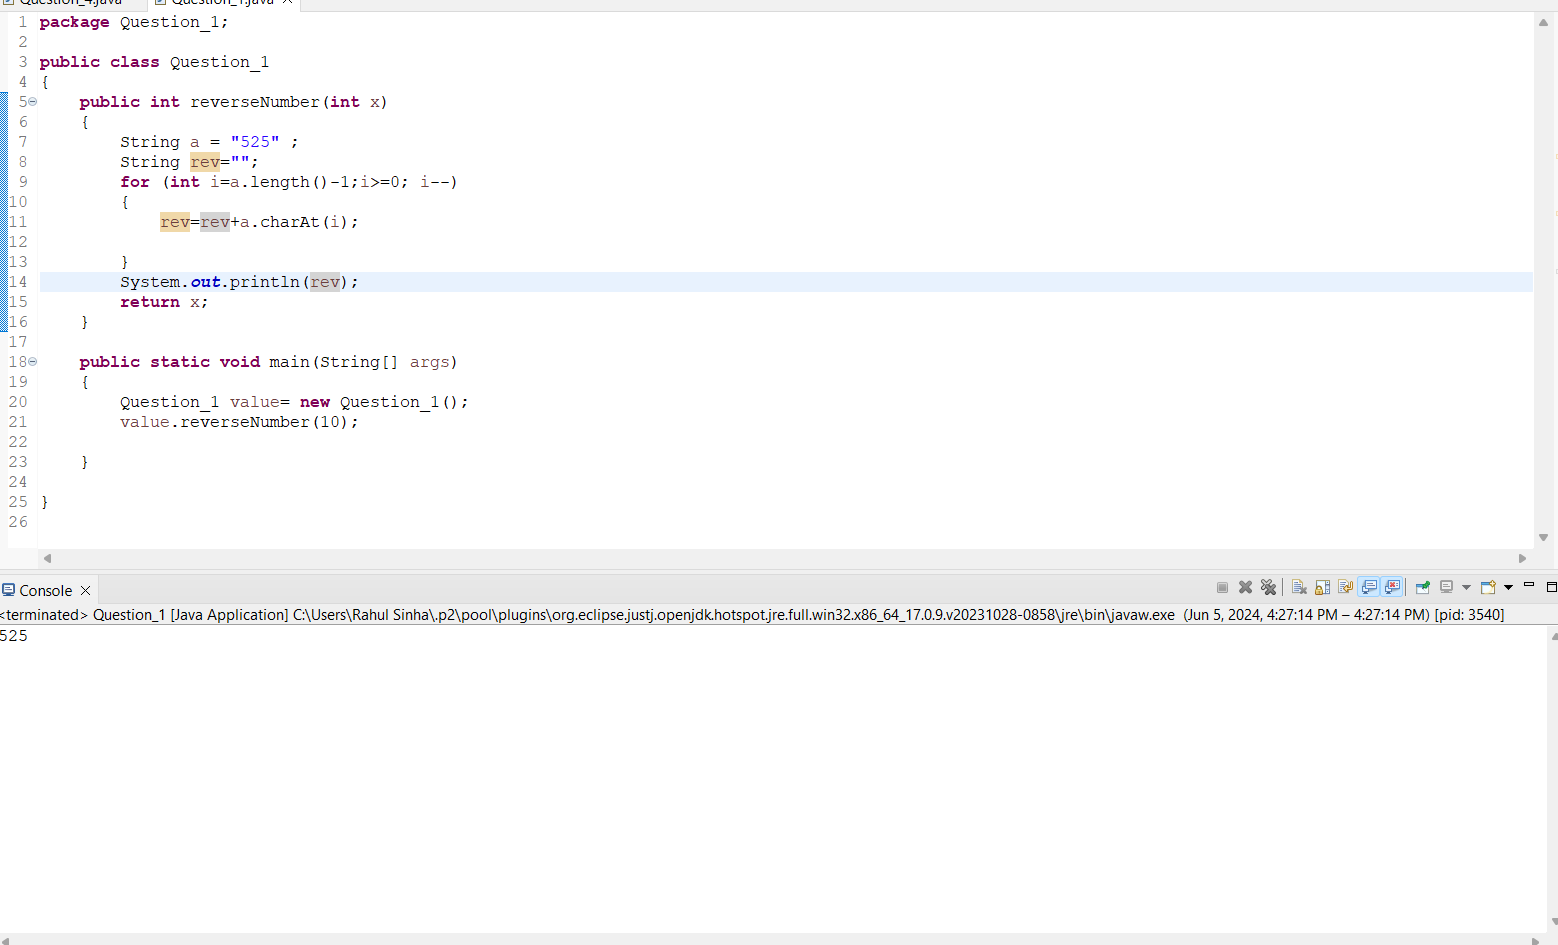 Question_4.java Question_1.java
1 package Question_1;
2
3 public class Question_1
4 {
5 public int reverseNumber(int x)
6 {
7 String a = "525" ;
8 String rev="";
9 for (int i=a.length()-1;i>=0; i--)
10 {
11 rev=rev+a.charAt(i);
12
13 }
14 System.out.println(rev);
15 return x;
16 }
17
18 public static void main(String[] args)
19 {
20 Question_1 value= new Question_1();
21 value.reverseNumber(10);
22
23 }
24
25 }
26
Console
<terminated> Question_1 [Java Application] C:\Users\Rahul Sinha\.p2\pool\plugins\org.eclipse.justj.openjdk.hotspot.jre.full.win32.x86_64_17.0.9.v20231028-0858\jre\bin\javaw.exe (Jun 5, 2024, 4:27:14 PM – 4:27:14 PM) [pid: 3540]
525